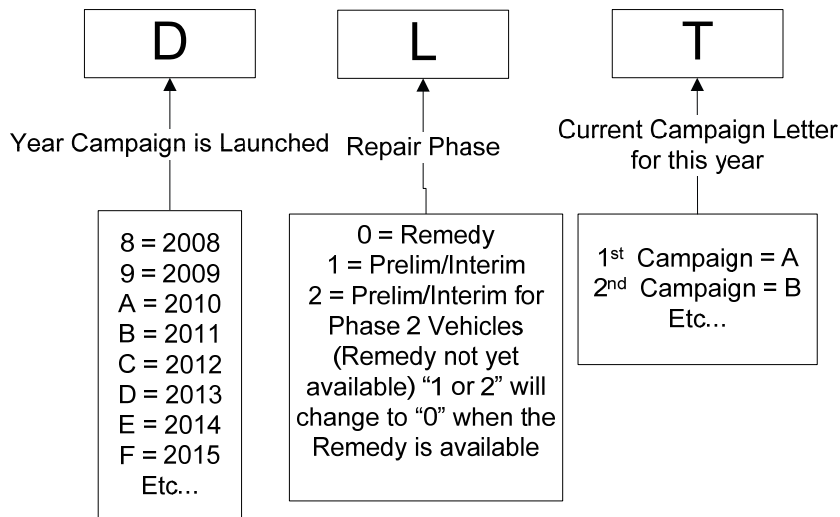 D
Year Campaign is Launched
8 = 2008
9 = 2009
A = 2010
B = 2011
C = 2012
D = 2013
E = 2014
F = 2015
Etc...
L
Repair Phase
0 = Remedy
1 = Prelim/Interim
2 = Prelim/Interim for
Phase 2 Vehicles
(Remedy not yet
available) “1 or 2” will
change to “0” when the
Remedy is available
T
Current Campaign Letter
for this year
1st Campaign = A
2nd Campaign = B
Etc...